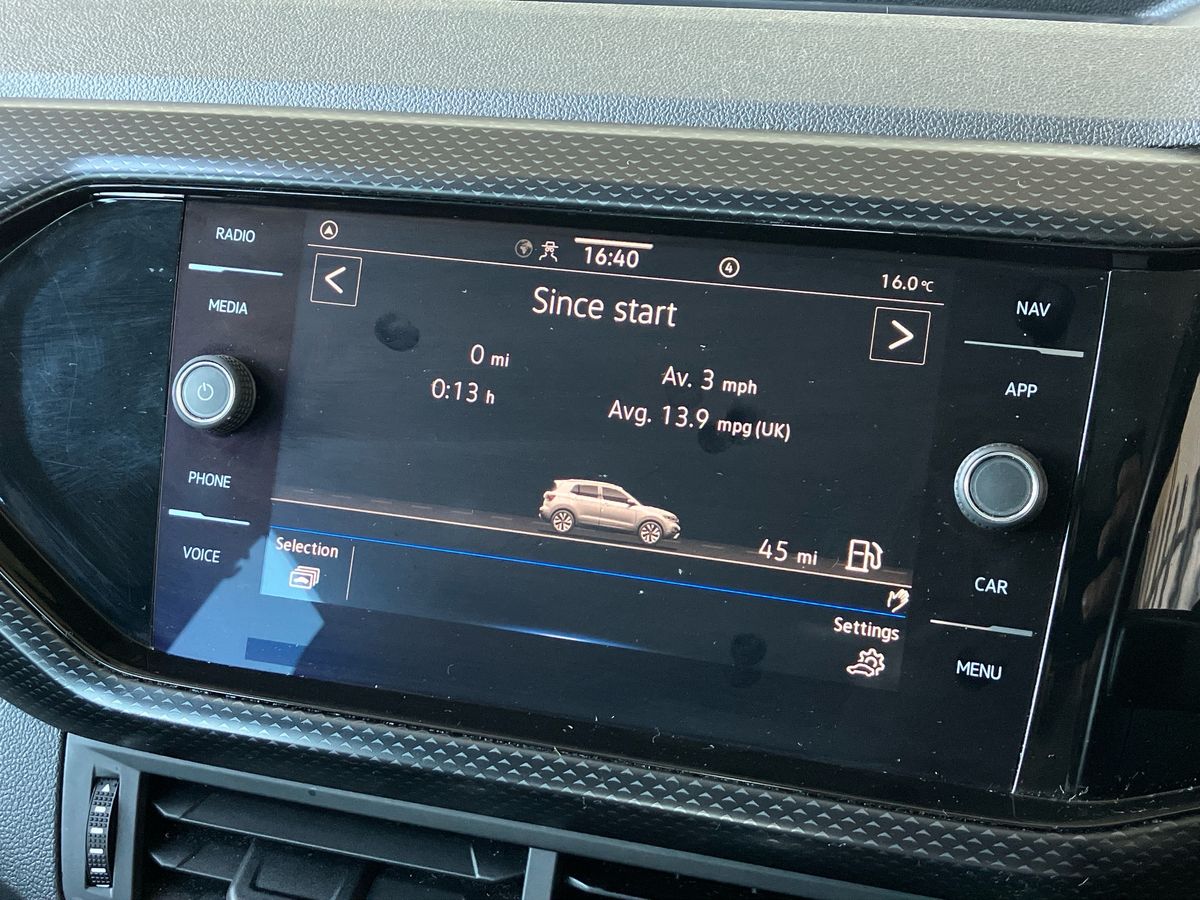 RADIO
MEDIA
PHONE
VOICE
16:40
4
16.0°C
Since start
0 mi
0:13 h
Av. 3 mph
Avg. 13.9 mpg (UK)
45 mi
Selection
Settings
NAV
APP
CAR
MENU